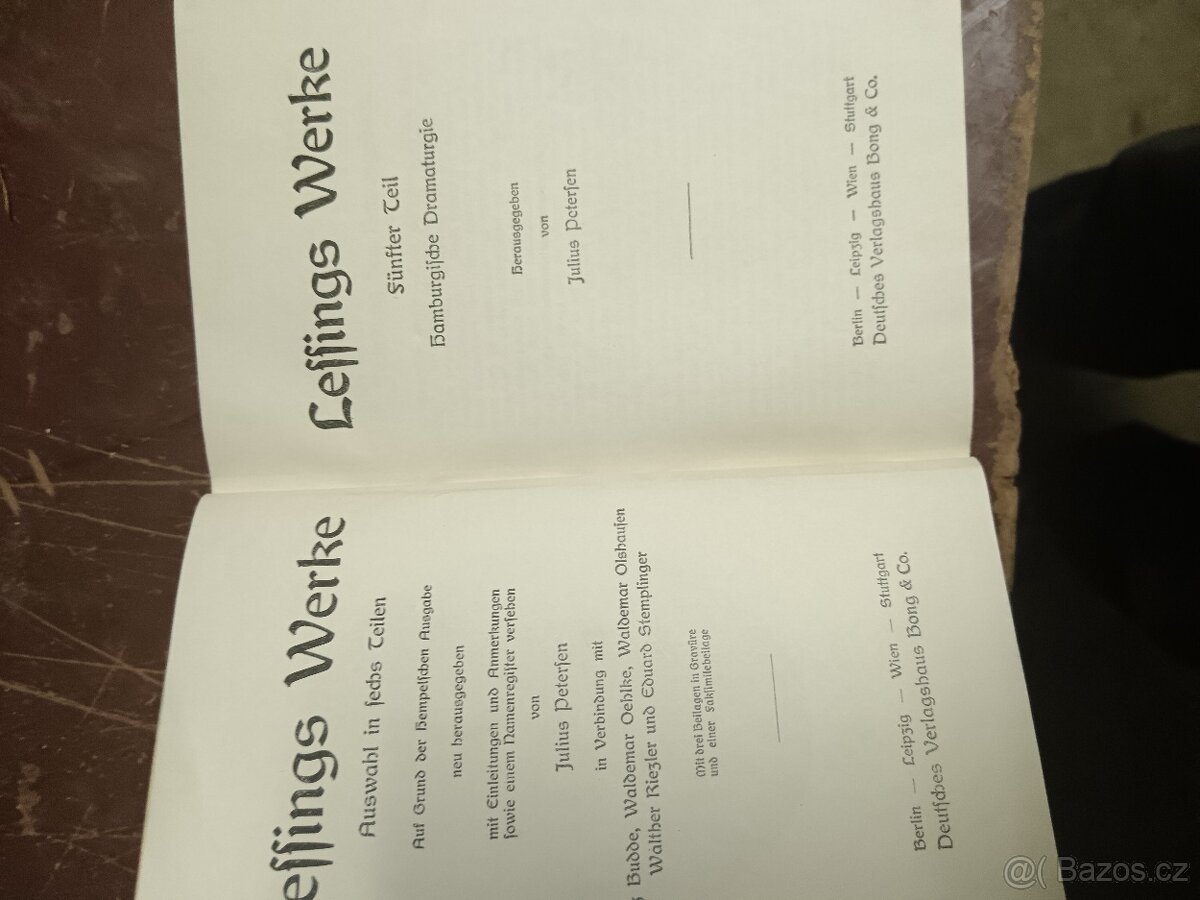 Auswahl in sechs Teilen
Werke
Auf Grund der Hempelschen Ausgabe
neu herausgegeben
mit Einleitungen und Anmerkungen
sowie einem Namenregister versehen
von
Julius Petersen
in Verbindung mit
Budde, Waldemar Oehlke, Waldemar Olshausen
Walther Riezler und Eduard Stemplinger
Mit drei Beilagen in Gravüre
und einer Faksimilebeilage
Berlin — Leipzig — Wien — Stuttgart
Deutsches Verlagshaus Bong & Co.
Lessings Werke
Fünfter Teil
Hamburgische Dramaturgie
Herausgegeben
von
Julius Petersen
Berlin — Leipzig — Wien — Stuttgart
Deutsches Verlagshaus Bong & Co.
Bazos.cz